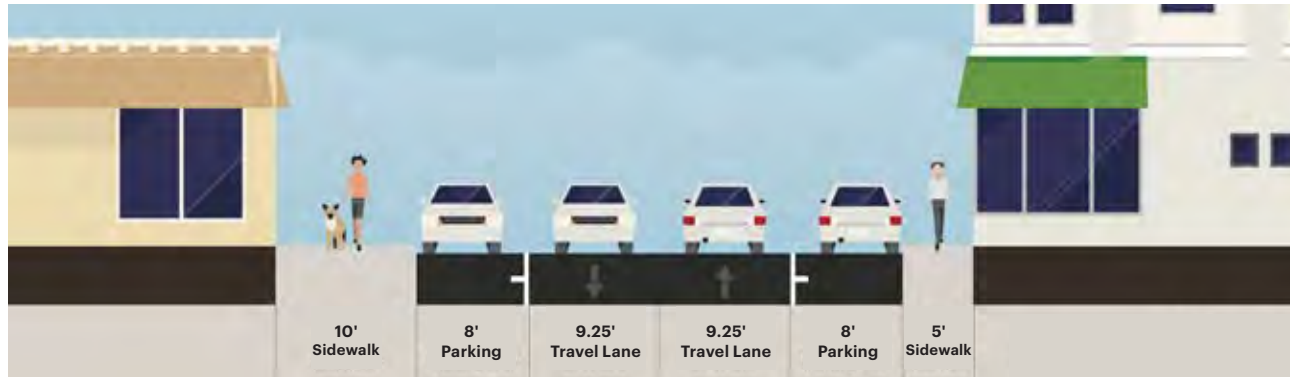 10'
Sidewalk
8'
Parking
9.25'
Travel Lane
9.25'
Travel Lane
8'
Parking
5'
Sidewalk